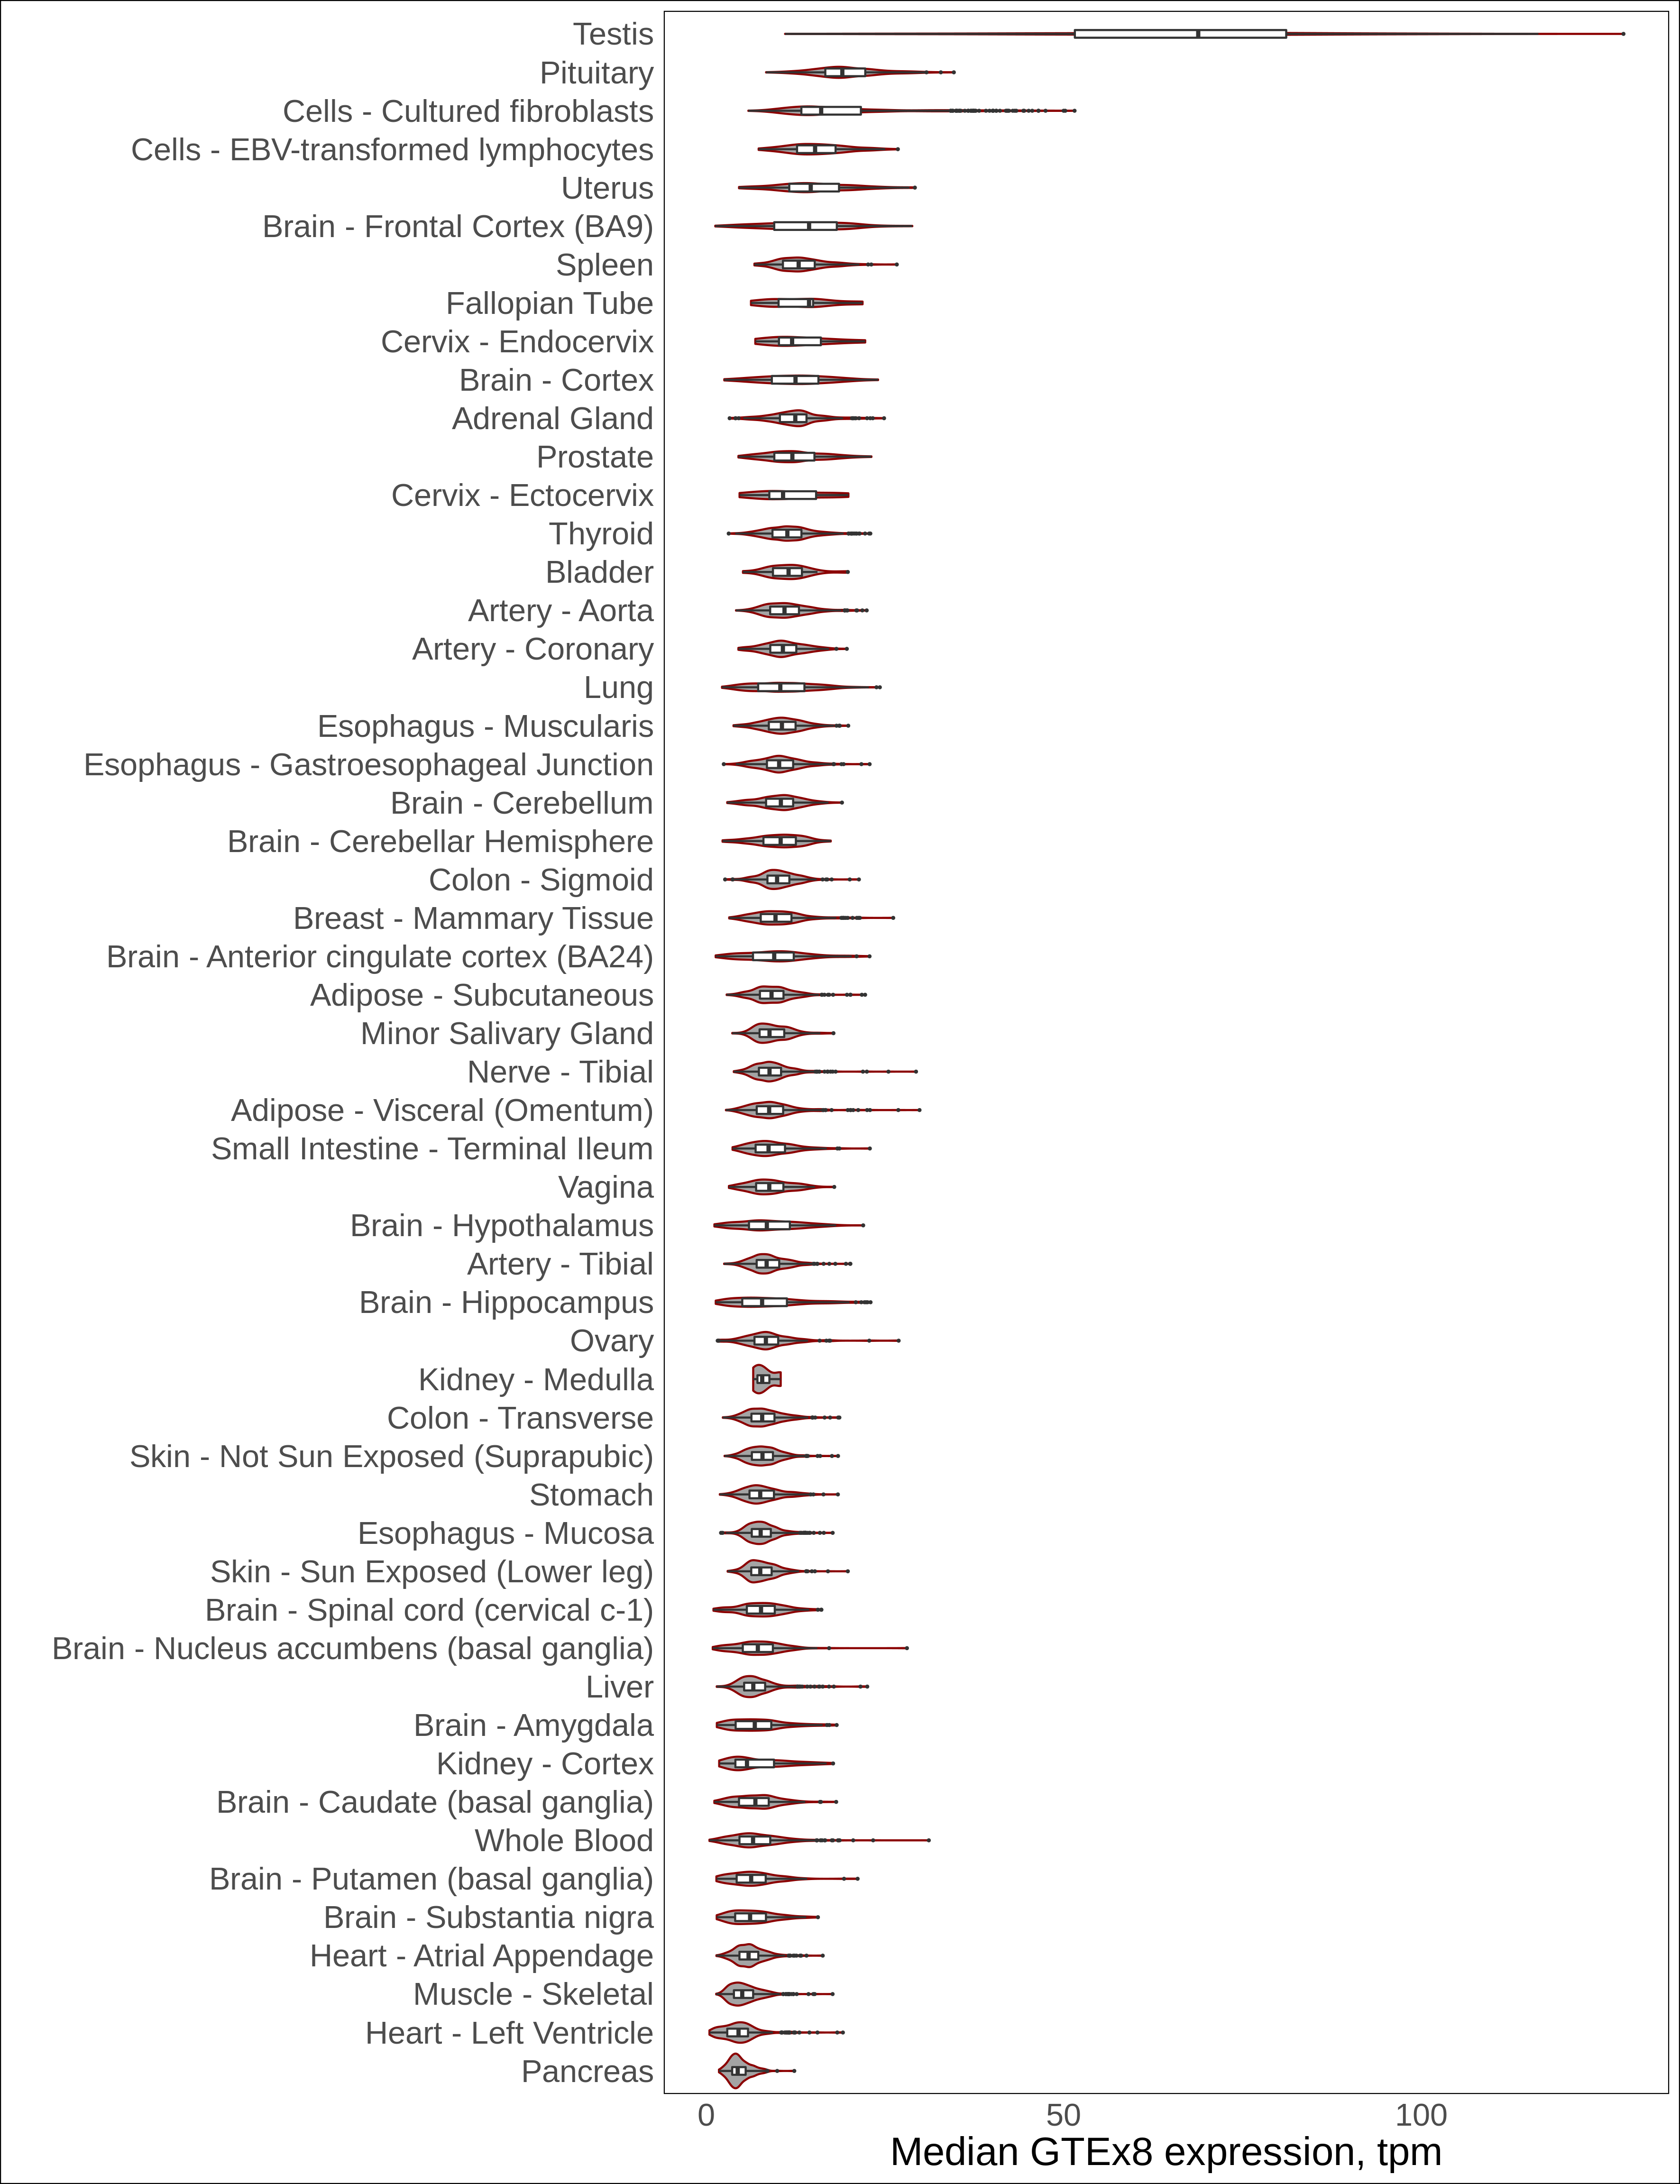 Testis
Pituitary
Cells - Cultured fibroblasts
Cells - EBV-transformed lymphocytes
Uterus
Brain - Frontal Cortex (BA9)
Spleen
Fallopian Tube
Cervix - Endocervix
Brain - Cortex
Adrenal Gland
Prostate
Cervix - Ectocervix
Thyroid
Bladder
Artery - Aorta
Artery - Coronary
Lung
Esophagus - Muscularis
Esophagus - Gastroesophageal Junction
Brain - Cerebellum
Brain - Cerebellar Hemisphere
Colon - Sigmoid
Breast - Mammary Tissue
Brain - Anterior cingulate cortex (BA24)
Adipose - Subcutaneous
Minor Salivary Gland
Nerve - Tibial
Adipose - Visceral (Omentum)
Small Intestine - Terminal Ileum
Vagina
Brain - Hypothalamus
Artery - Tibial
Brain - Hippocampus
Ovary
Kidney - Medulla
Colon - Transverse
Skin - Not Sun Exposed (Suprapubic)
Stomach
Esophagus - Mucosa
Skin - Sun Exposed (Lower leg)
Brain - Spinal cord (cervical c-1)
Brain - Nucleus accumbens (basal ganglia)
Liver
Brain - Amygdala
Kidney - Cortex
Brain - Caudate (basal ganglia)
Whole Blood
Brain - Putamen (basal ganglia)
Brain - Substantia nigra
Heart - Atrial Appendage
Muscle - Skeletal
Heart - Left Ventricle
Pancreas
0 50 100
Median GTEx8 expression, tpm